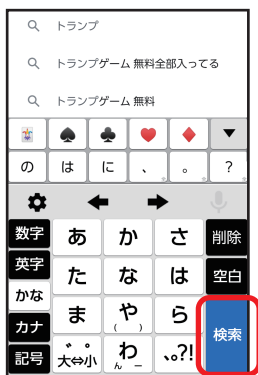 トランプ
トランプゲーム 無料全部入ってる
トランプゲーム 無料
🃏 ♠ ♣ ♥ ♦ ▼
の は に 、 。 ?
数字 あ か さ 削除
英字 た な は 空白
かな
カナ ま や ( ) ら 検索
記号 ゛゜大⇔小 わ ん ー 、。?!